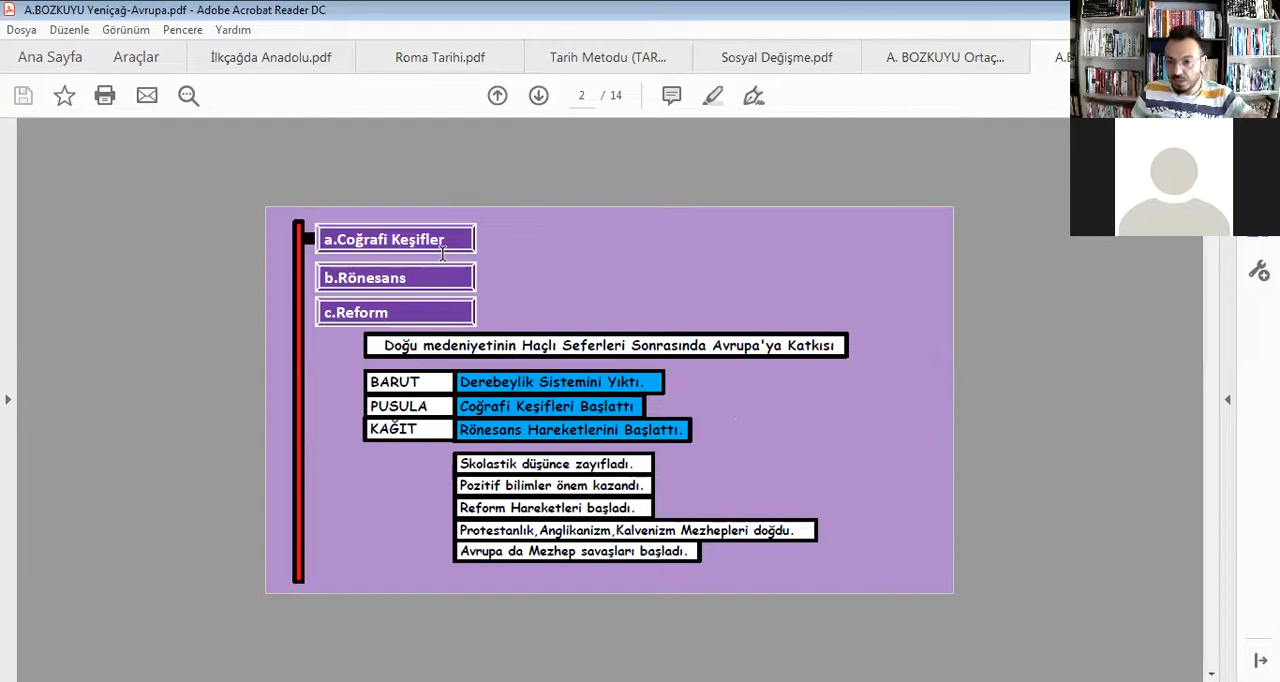 A.BOZKUYU Yeniçağ-Avrupa.pdf - Adobe Acrobat Reader DC
Dosya Düzenle Görünüm Pencere Yardım
Ana Sayfa Araçlar İlkçağda Anadolu.pdf Roma Tarihi.pdf Tarih Metodu (TAR... Sosyal Değişme.pdf A. BOZKUYU Ortaç...
2 / 14
a.Coğrafi Keşifler
b.Rönesans
c.Reform
Doğu medeniyetinin Haçlı Seferleri Sonrasında Avrupa'ya Katkısı
BARUT Derebeylik Sistemini Yıktı.
PUSULA Coğrafi Keşifleri Başlattı
KAĞIT Rönesans Hareketlerini Başlattı.
Skolastik düşünce zayıfladı.
Pozitif bilimler önem kazandı.
Reform Hareketleri başladı.
Protestanlık,Anglikanizm,Kalvenizm Mezhepleri doğdu.
Avrupa da Mezhep savaşları başladı.